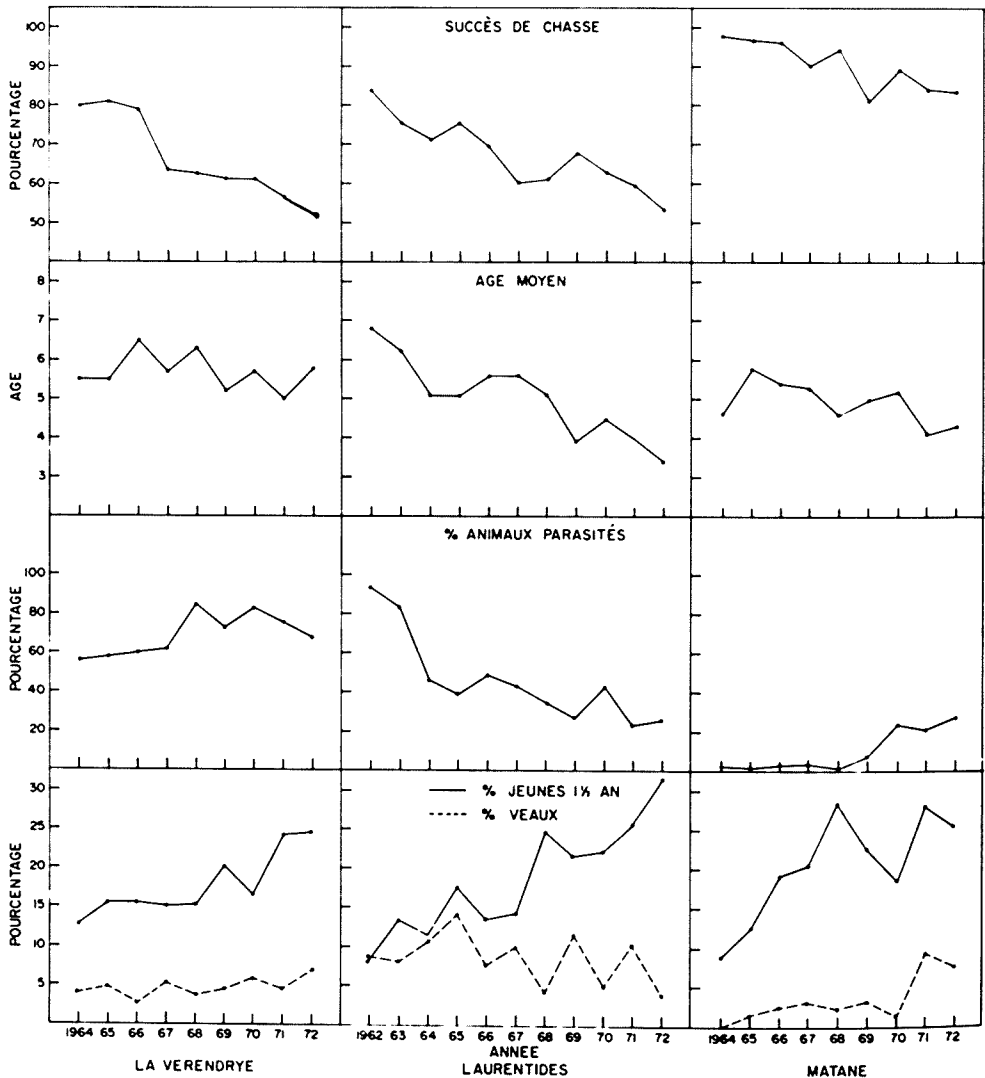 SUCCÈS DE CHASSE
POURCENTAGE
100
90
80
70
60
50
AGE MOYEN
AGE
8
7
6
5
4
3
% ANIMAUX PARASITÉS
POURCENTAGE
100
80
60
40
20
% JEUNES 1½ AN
% VEAUX
POURCENTAGE
30
25
20
15
10
5
1964 65 66 67 68 69 70 71 72
LA VERENDRYE
1962 63 64 65 66 67 68 69 70 71 72
ANNEE
LAURENTIDES
1964 65 66 67 68 69 70 71 72
MATANE